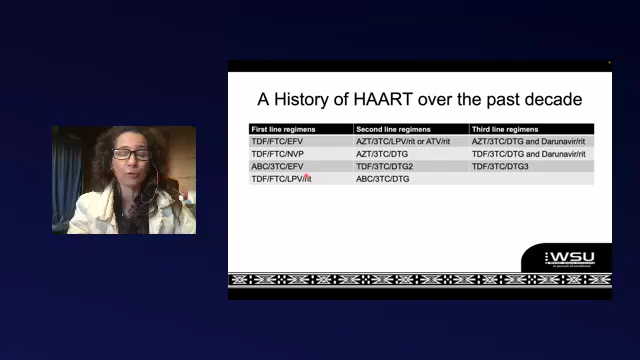 A History of HAART over the past decade
First line regimens Second line regimens Third line regimens
TDF/FTC/EFV AZT/3TC/LPV/rit or ATV/rit AZT/3TC/DTG and Darunavir/rit
TDF/FTC/NVP AZT/3TC/DTG TDF/3TC/DTG and Darunavir/rit
ABC/3TC/EFV TDF/3TC/DTG2 TDF/3TC/DTG3
TDF/FTC/LPV/rit ABC/3TC/DTG
WSU